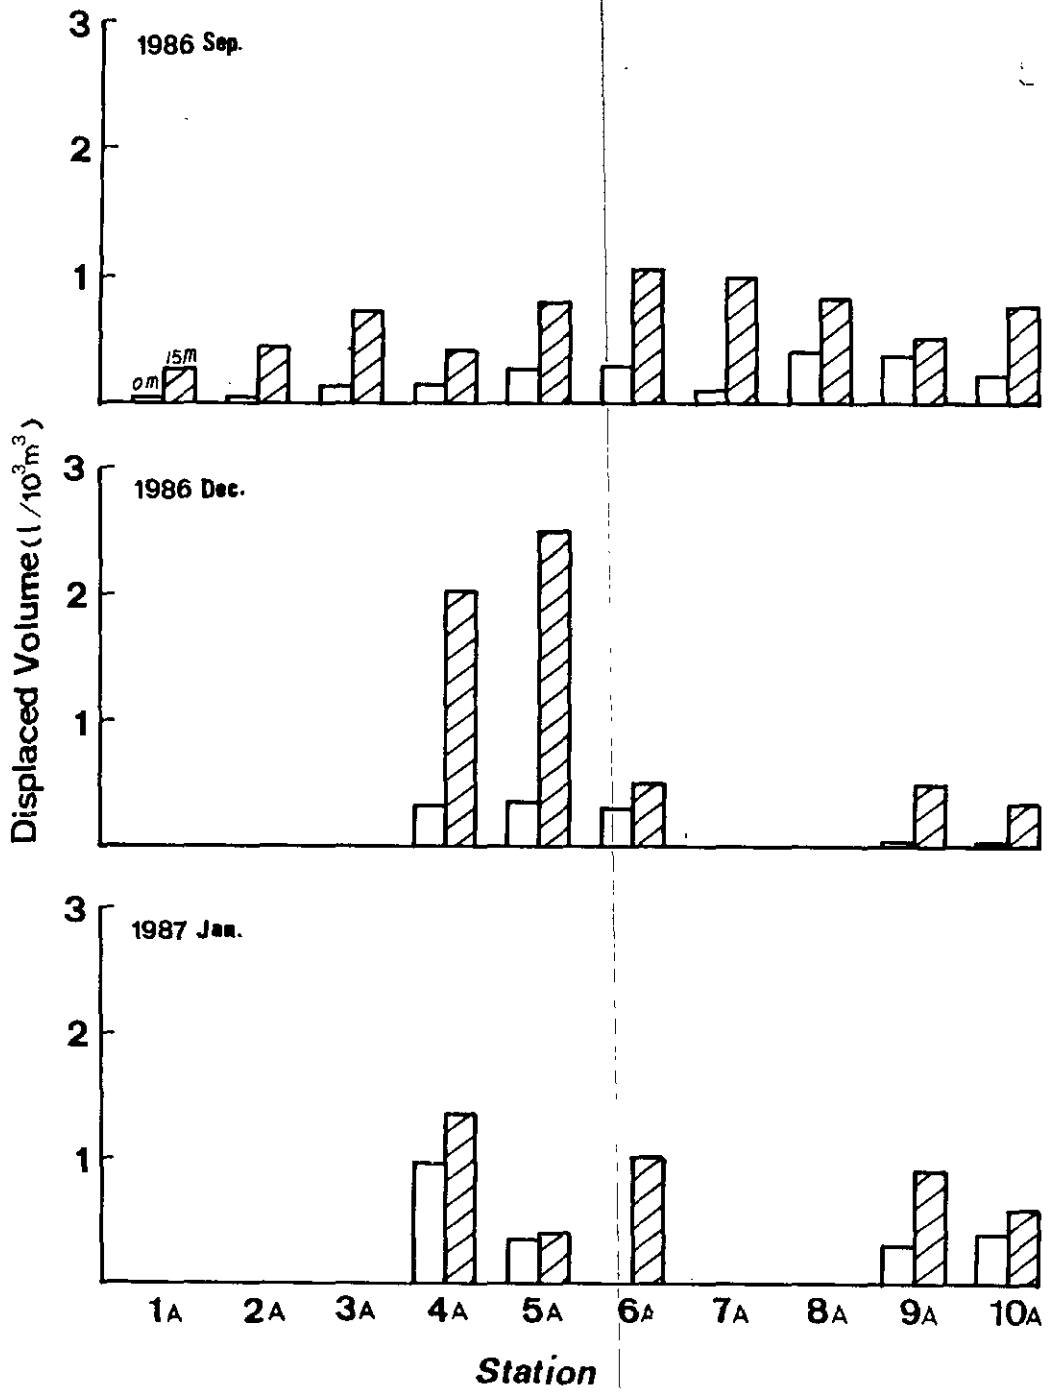 3
1986 Sep.
2
1
0m
15m
3
1986 Dec.
2
1
Displaced Volume (l/10³m³)
3
1987 Jan.
2
1
1A 2A 3A 4A 5A 6A 7A 8A 9A 10A
Station